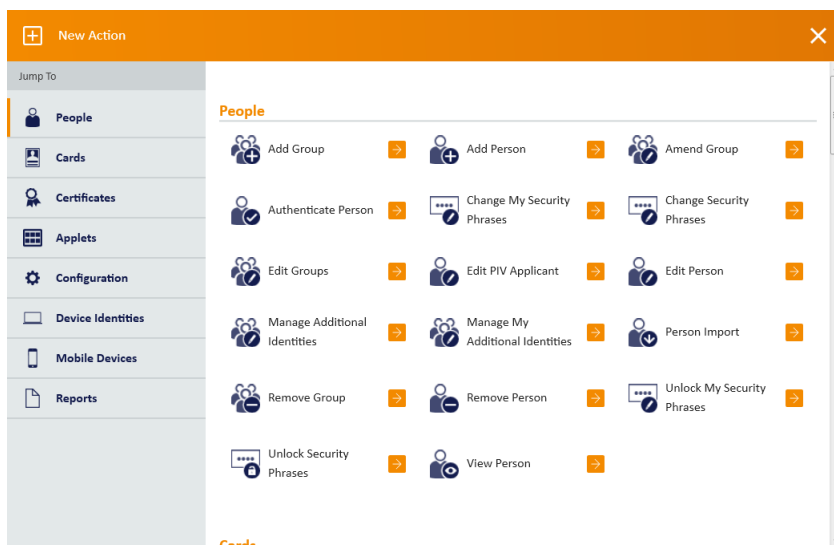 New Action
Jump To
People
Cards
Certificates
Applets
Configuration
Device Identities
Mobile Devices
Reports
People
Add Group
Add Person
Amend Group
Authenticate Person
Change My Security
Phrases
Change Security
Phrases
Edit Groups
Edit PIV Applicant
Edit Person
Manage Additional
Identities
Manage My
Additional Identities
Person Import
Remove Group
Remove Person
Unlock My Security
Phrases
Unlock Security
Phrases
View Person
Cards